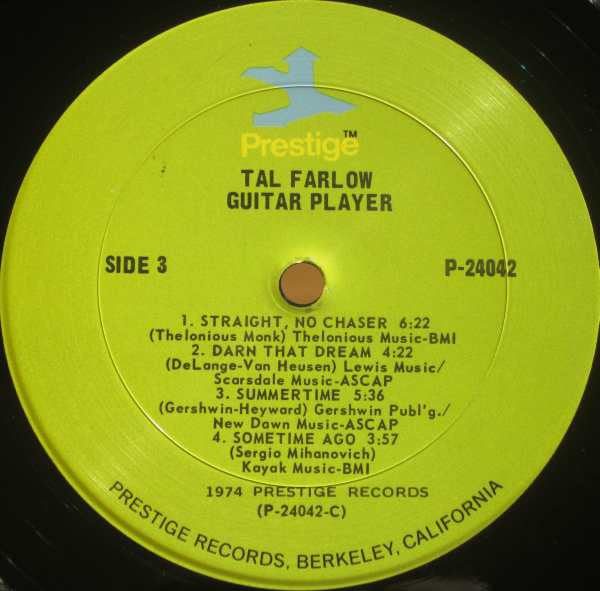 Prestige™
TAL FARLOW
GUITAR PLAYER
SIDE 3
P-24042
1. STRAIGHT, NO CHASER 6:22
(Thelonious Monk) Thelonious Music-BMI
2. DARN THAT DREAM 4:22
(DeLange-Van Heusen) Lewis Music/
Scarsdale Music-ASCAP
3. SUMMERTIME 5:36
(Gershwin-Heyward) Gershwin Publ'g./
New Dawn Music-ASCAP
4. SOMETIME AGO 3:57
(Sergio Mihanovich)
Kayak Music-BMI
1974 PRESTIGE RECORDS
(P-24042-C)
PRESTIGE RECORDS, BERKELEY, CALIFORNIA